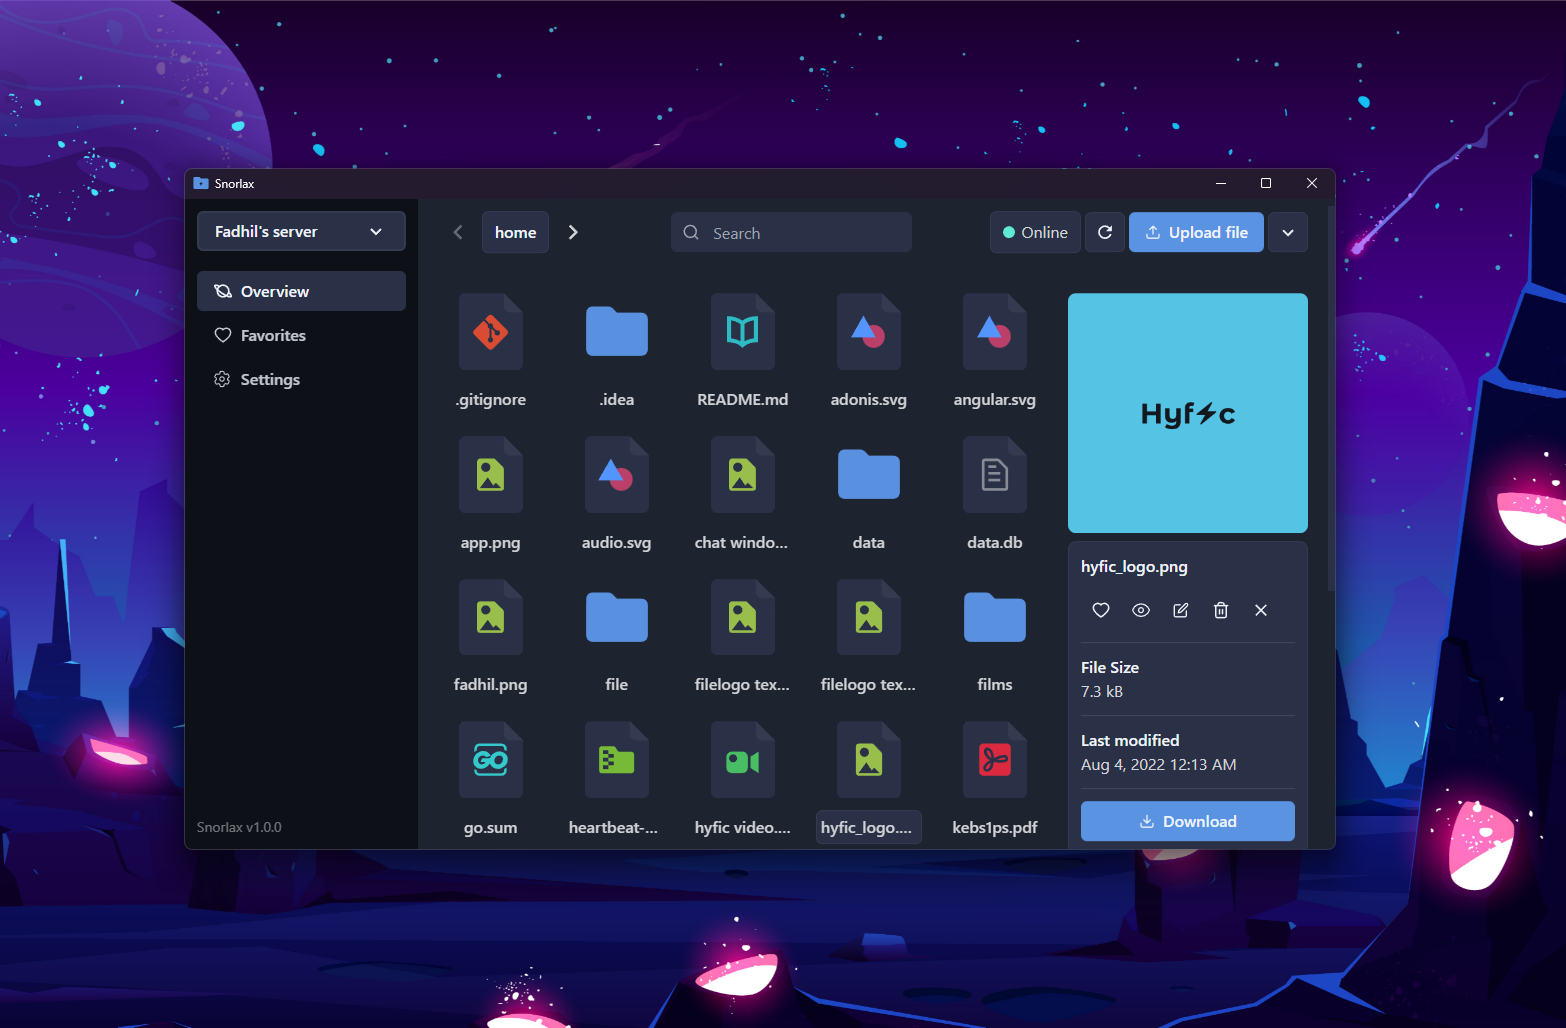 Snorlax
Fadhil's server
home
Search
Online
Upload file
Overview
Favorites
Settings
.gitignore
.idea
README.md
adonis.svg
angular.svg
Hyfic
app.png
audio.svg
chat windo...
data
data.db
hyfic_logo.png
fadhil.png
file
filelogo tex...
filelogo tex...
films
File Size
7.3 kB
Last modified
Aug 4, 2022 12:13 AM
GO
go.sum
heartbeat-...
hyfic video....
hyfic_logo....
kebs1ps.pdf
Download
Snorlax v1.0.0